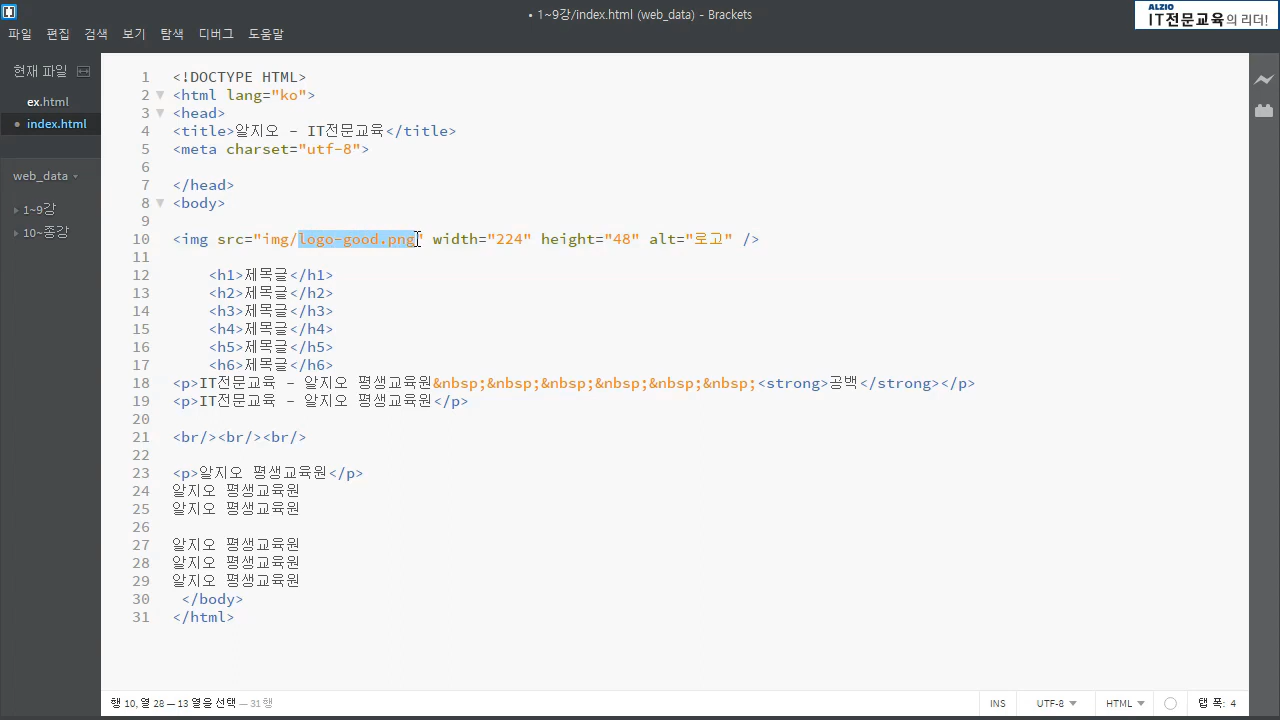 • 1~9강/index.html (web_data) - Brackets
ALZIO
IT전문교육의 리더!
파일 편집 검색 보기 탐색 디버그 도움말
현재 파일
ex.html
• index.html
web_data
1~9강
10~종강
1 <!DOCTYPE HTML>
2 <html lang="ko">
3 <head>
4 <title>알지오 - IT전문교육</title>
5 <meta charset="utf-8">
6
7 </head>
8 <body>
9
10 <img src="img/logo-good.png" width="224" height="48" alt="로고" />
11
12 <h1>제목글</h1>
13 <h2>제목글</h2>
14 <h3>제목글</h3>
15 <h4>제목글</h4>
16 <h5>제목글</h5>
17 <h6>제목글</h6>
18 <p>IT전문교육 - 알지오 평생교육원&nbsp;&nbsp;&nbsp;&nbsp;&nbsp;&nbsp;<strong>공백</strong></p>
19 <p>IT전문교육 - 알지오 평생교육원</p>
20
21 <br/><br/><br/>
22
23 <p>알지오 평생교육원</p>
24 알지오 평생교육원
25 알지오 평생교육원
26
27 알지오 평생교육원
28 알지오 평생교육원
29 알지오 평생교육원
30 </body>
31 </html>
행 10, 열 28 — 13 열을 선택 — 31 행
INS UTF-8 HTML 탭 폭: 4